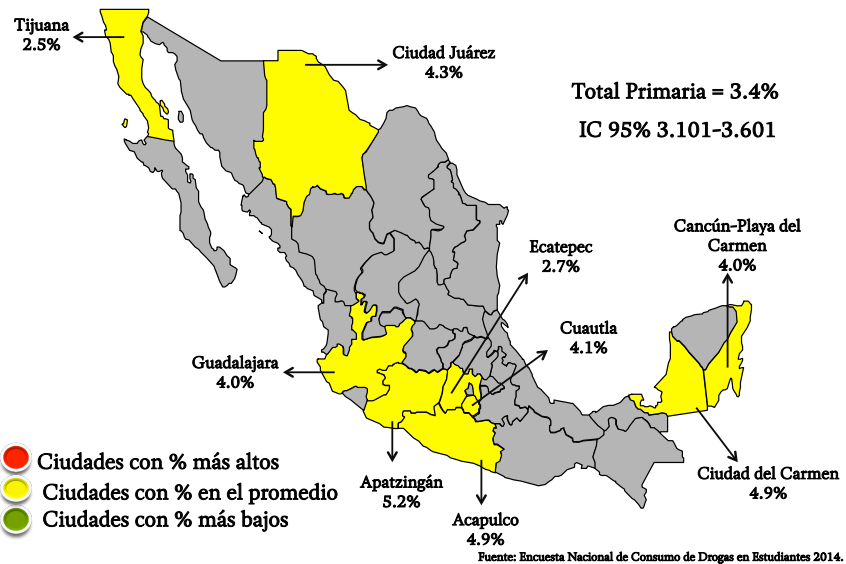 Tijuana
2.5%
Ciudad Juárez
4.3%
Total Primaria = 3.4%
IC 95% 3.101-3.601
Cancún-Playa del
Carmen
4.0%
Ecatepec
2.7%
Cuautla
4.1%
Guadalajara
4.0%
Ciudades con % más altos
Ciudades con % en el promedio
Ciudades con % más bajos
Apatzingán
5.2%
Acapulco
4.9%
Ciudad del Carmen
4.9%
Fuente: Encuesta Nacional de Consumo de Drogas en Estudiantes 2014.